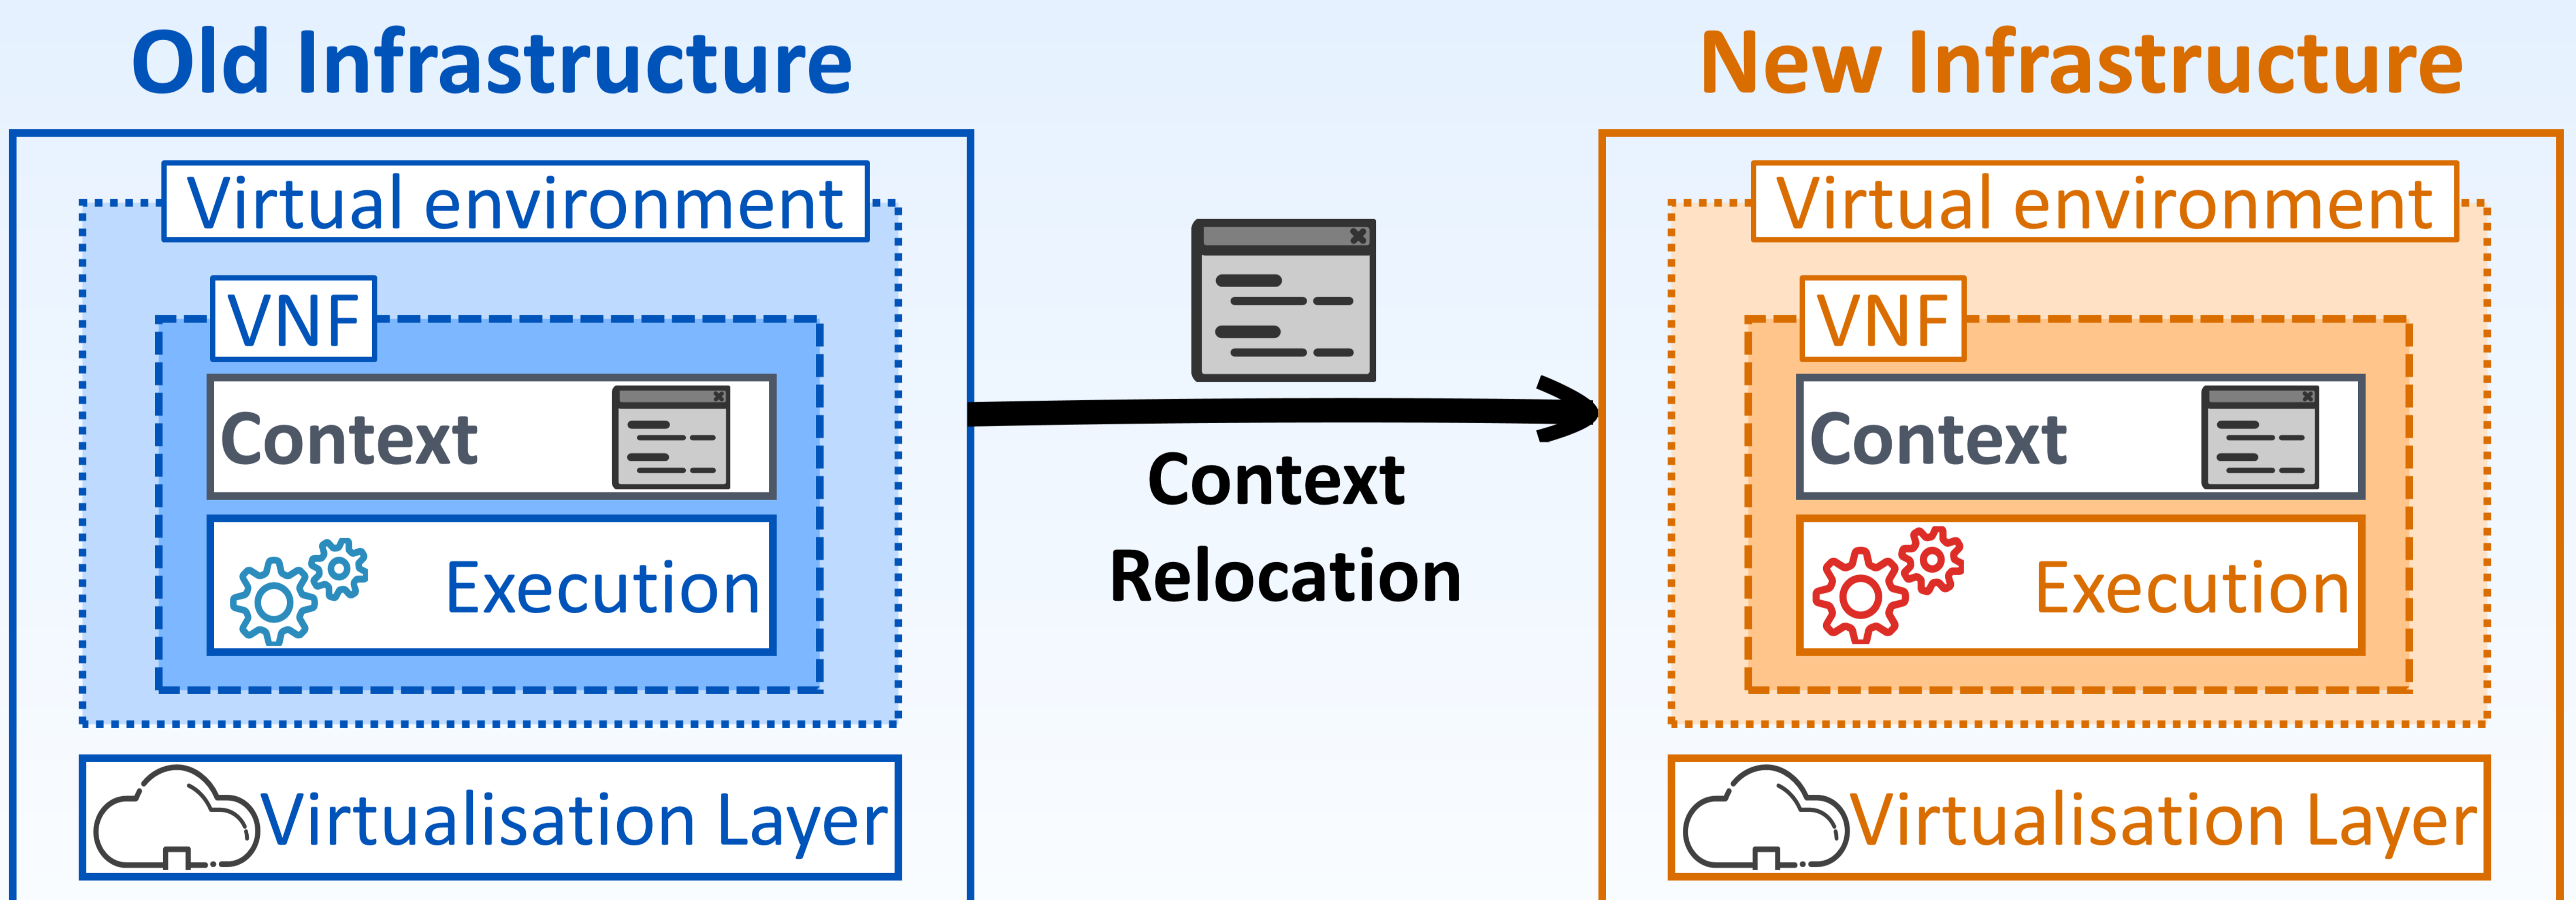 Old Infrastructure
Virtual environment
VNF
Context
Execution
Virtualisation Layer
Context
Relocation
New Infrastructure
Virtual environment
VNF
Context
Execution
Virtualisation Layer